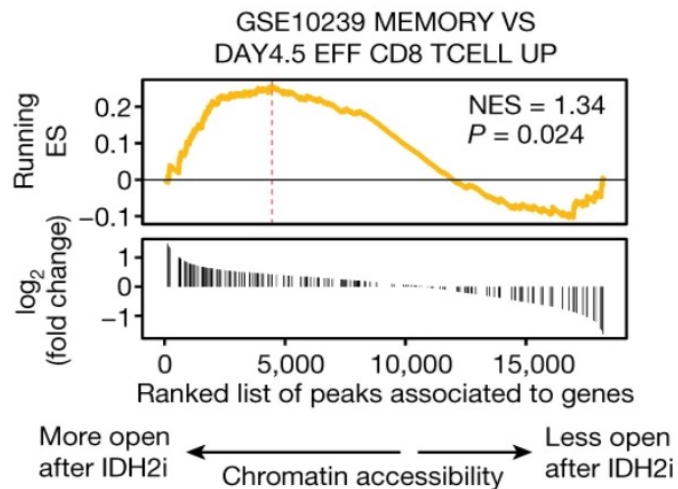 GSE10239 MEMORY VS
DAY4.5 EFF CD8 TCELL UP
Running
ES
0.2
0.1
0
−0.1
NES = 1.34
P = 0.024
log2
(fold change)
1
0
−1
0 5,000 10,000 15,000
Ranked list of peaks associated to genes
More open
after IDH2i
Chromatin accessibility
Less open
after IDH2i